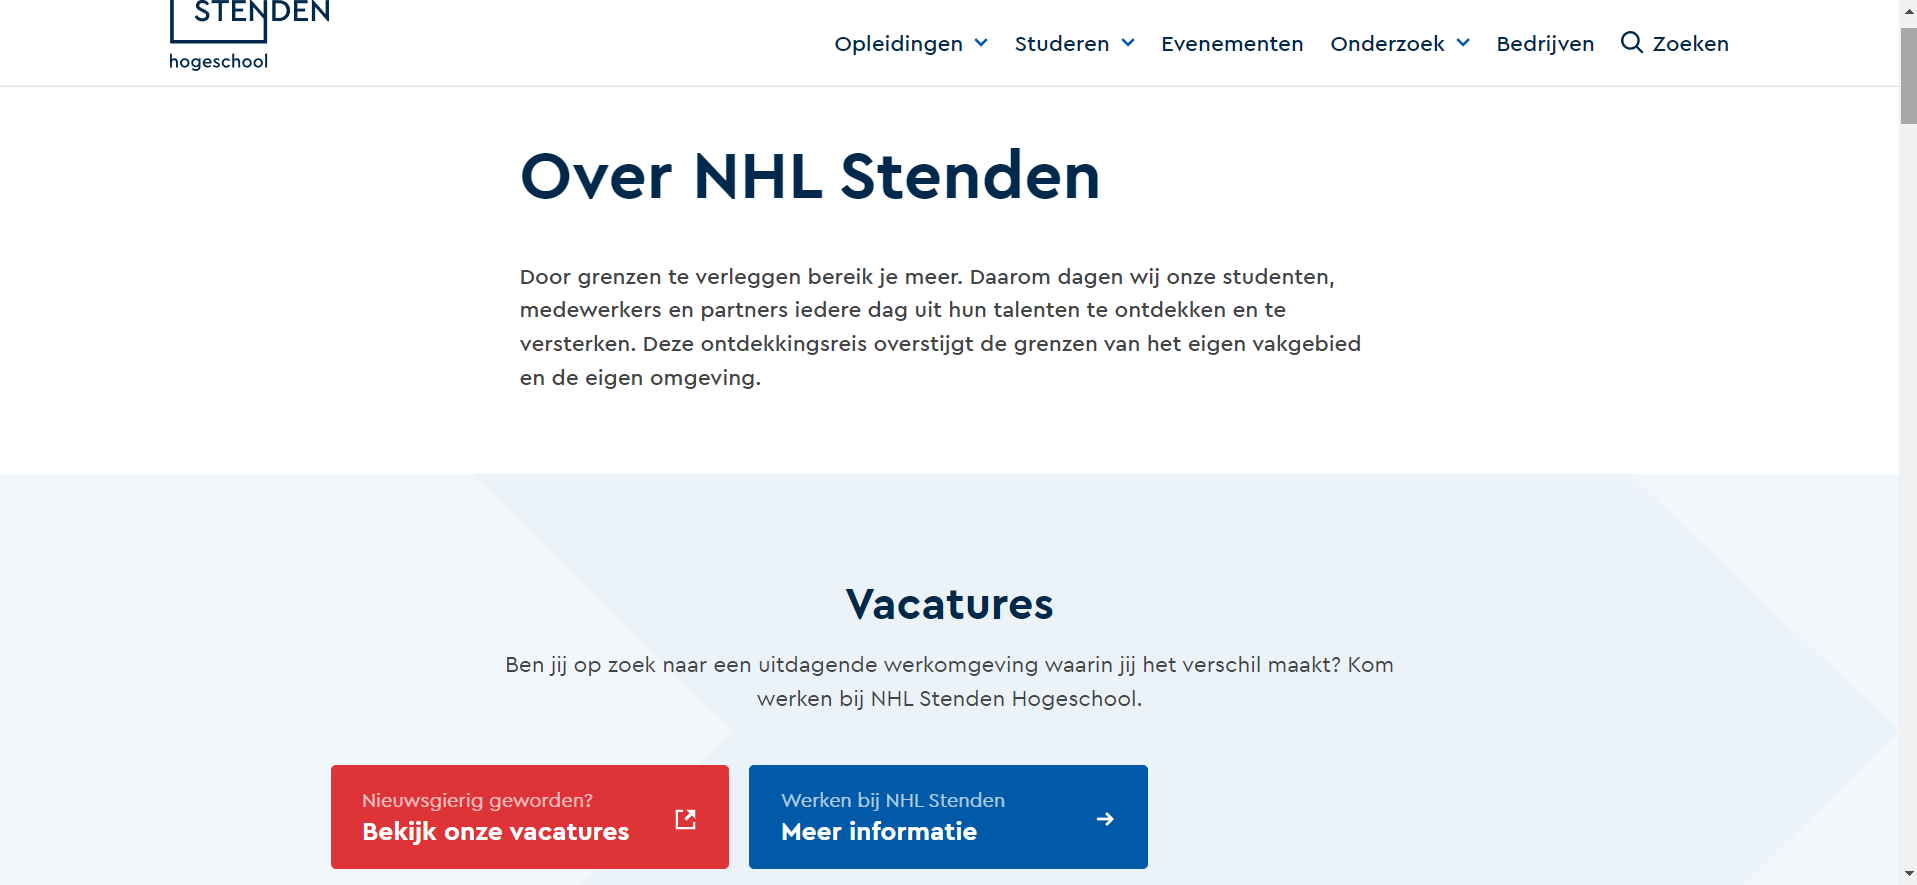 STENDEN
hogeschool
Opleidingen Studeren Evenementen Onderzoek Bedrijven Zoeken
Over NHL Stenden
Door grenzen te verleggen bereik je meer. Daarom dagen wij onze studenten,
medewerkers en partners iedere dag uit hun talenten te ontdekken en te
versterken. Deze ontdekkingsreis overstijgt de grenzen van het eigen vakgebied
en de eigen omgeving.
Vacatures
Ben jij op zoek naar een uitdagende werkomgeving waarin jij het verschil maakt? Kom
werken bij NHL Stenden Hogeschool.
Nieuwsgierig geworden?
Bekijk onze vacatures
Werken bij NHL Stenden
Meer informatie